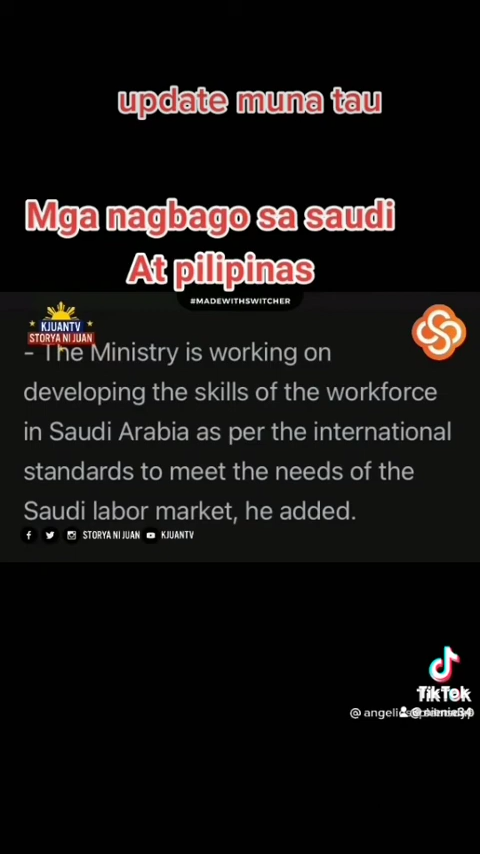 update muna tau
Mga nagbago sa saudi
At pilipinas
#MADEWITHSWITCHER
KJUANTV
STORYA NI JUAN
- The Ministry is working on
developing the skills of the workforce
in Saudi Arabia as per the international
standards to meet the needs of the
Saudi labor market, he added.
STORYA NI JUAN KJUANTV
TikTok